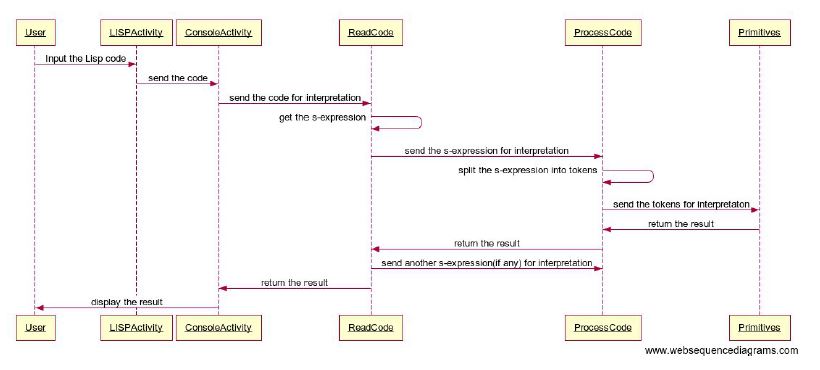 User LISPActivity ConsoleActivity ReadCode ProcessCode Primitives
Input the Lisp code
send the code
send the code for interpretation
get the s-expression
send the s-expression for interpretation
split the s-expression into tokens
send the tokens for interpretaton
return the result
return the result
send another s-expression(if any) for interpretation
return the result
display the result
User LISPActivity ConsoleActivity ReadCode ProcessCode Primitives
www.websequencediagrams.com